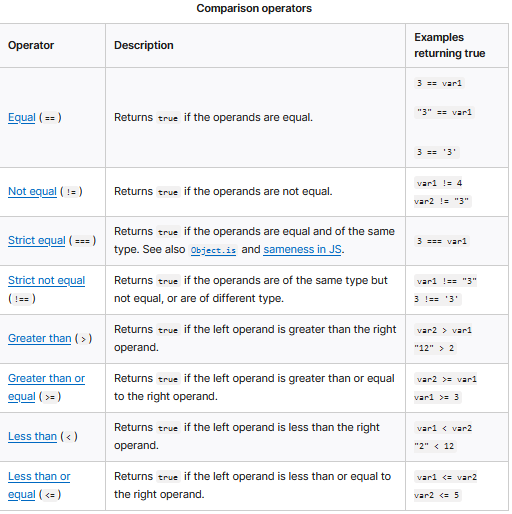 Comparison operators
Operator
Description
Examples
returning true
Equal ( == )
Returns true if the operands are equal.
3 == var1
"3" == var1
3 == '3'
Not equal ( != )
Returns true if the operands are not equal.
var1 != 4
var2 != "3"
Strict equal ( === )
Returns true if the operands are equal and of the same
type. See also Object.is and sameness in JS.
3 === var1
Strict not equal
( !== )
Returns true if the operands are of the same type but
not equal, or are of different type.
var1 !== "3"
3 !== '3'
Greater than ( > )
Returns true if the left operand is greater than the right
operand.
var2 > var1
"12" > 2
Greater than or
equal ( >= )
Returns true if the left operand is greater than or equal
to the right operand.
var2 >= var1
var1 >= 3
Less than ( < )
Returns true if the left operand is less than the right
operand.
var1 < var2
"2" < 12
Less than or
equal ( <= )
Returns true if the left operand is less than or equal to
the right operand.
var1 <= var2
var2 <= 5